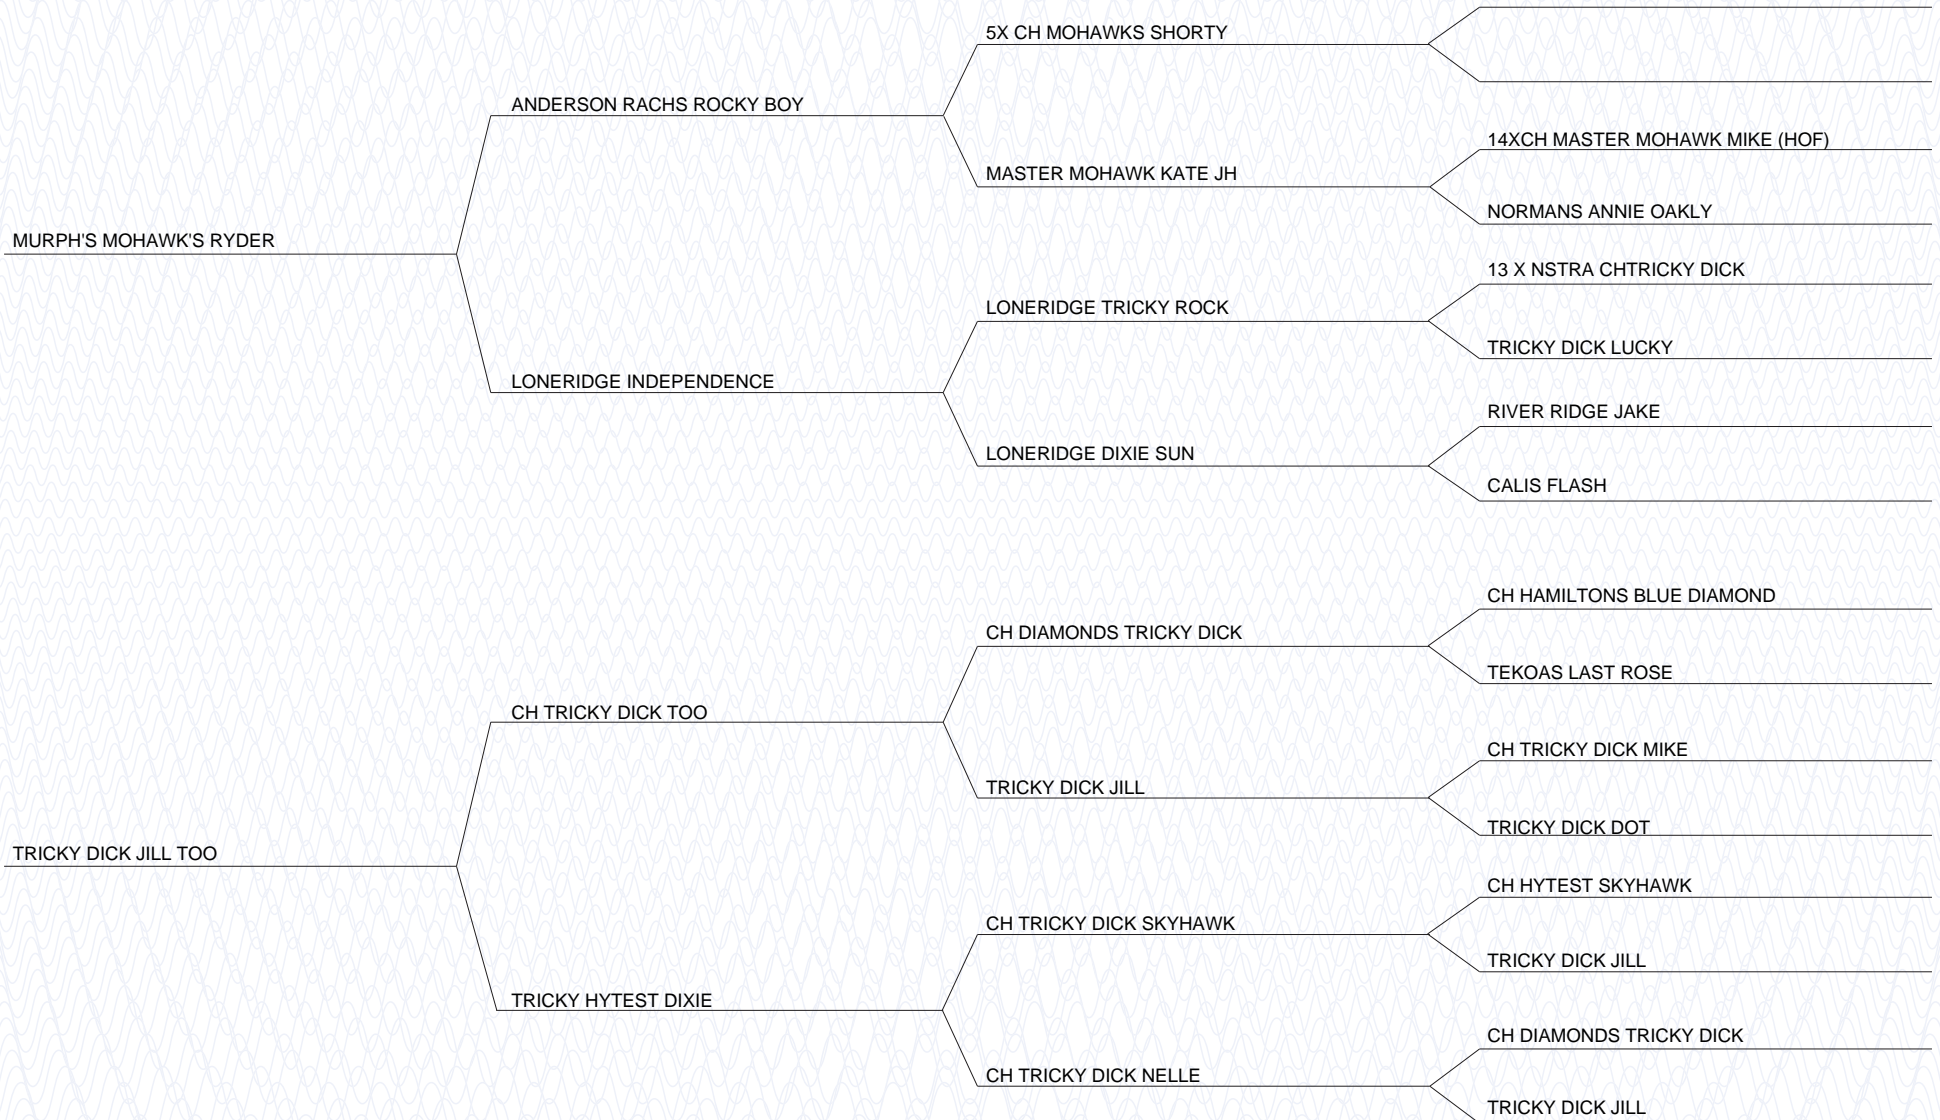 5X CH MOHAWKS SHORTY
ANDERSON RACHS ROCKY BOY
14XCH MASTER MOHAWK MIKE (HOF)
MASTER MOHAWK KATE JH
NORMANS ANNIE OAKLY
MURPH'S MOHAWK'S RYDER
13 X NSTRA CHTRICKY DICK
LONERIDGE TRICKY ROCK
TRICKY DICK LUCKY
LONERIDGE INDEPENDENCE
RIVER RIDGE JAKE
LONERIDGE DIXIE SUN
CALIS FLASH
CH HAMILTONS BLUE DIAMOND
CH DIAMONDS TRICKY DICK
TEKOAS LAST ROSE
CH TRICKY DICK TOO
CH TRICKY DICK MIKE
TRICKY DICK JILL
TRICKY DICK DOT
TRICKY DICK JILL TOO
CH HYTEST SKYHAWK
CH TRICKY DICK SKYHAWK
TRICKY DICK JILL
TRICKY HYTEST DIXIE
CH DIAMONDS TRICKY DICK
CH TRICKY DICK NELLE
TRICKY DICK JILL